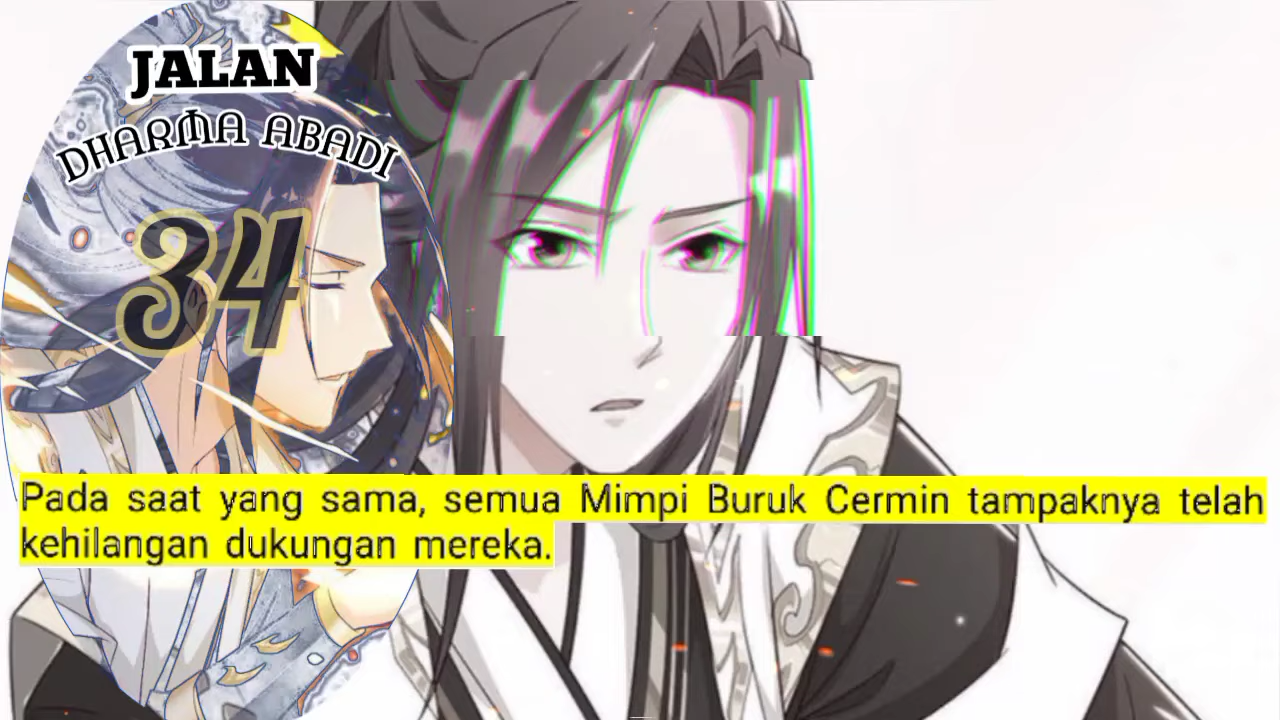 JALAN
DHARMA ABADI
34
Pada saat yang sama, semua Mimpi Buruk Cermin tampaknya telah
kehilangan dukungan mereka.